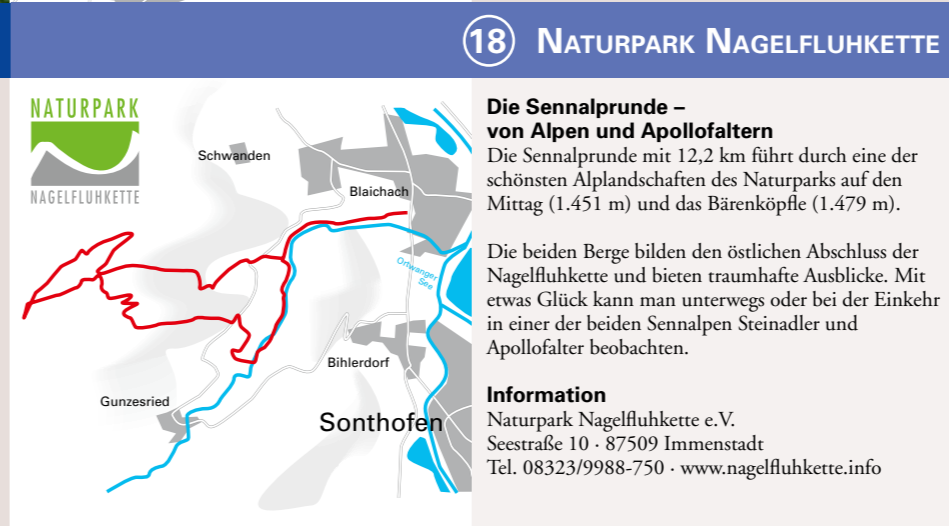 18 NATURPARK NAGELFLUHKETTE
NATURPARK
NAGELFLUHKETTE
Schwanden
Blaichach
Ortwanger
See
Bihlerdorf
Gunzesried
Sonthofen
Die Sennalprunde –
von Alpen und Apollofaltern
Die Sennalprunde mit 12,2 km führt durch eine der
schönsten Alplandschaften des Naturparks auf den
Mittag (1.451 m) und das Bärenköpfle (1.479 m).
Die beiden Berge bilden den östlichen Abschluss der
Nagelfluhkette und bieten traumhafte Ausblicke. Mit
etwas Glück kann man unterwegs oder bei der Einkehr
in einer der beiden Sennalpen Steinadler und
Apollofalter beobachten.
Information
Naturpark Nagelfluhkette e.V.
Seestraße 10 · 87509 Immenstadt
Tel. 08323/9988-750 · www.nagelfluhkette.info